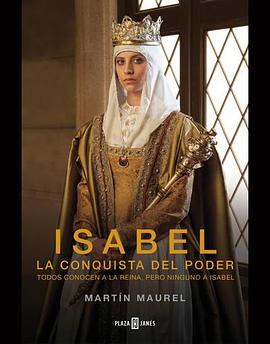 ISABEL
LA CONQUISTA DEL PODER
TODOS CONOCEN A LA REINA, PERO NINGUNO A ISABEL
MARTÍN MAUREL
PLAZA JANÉS